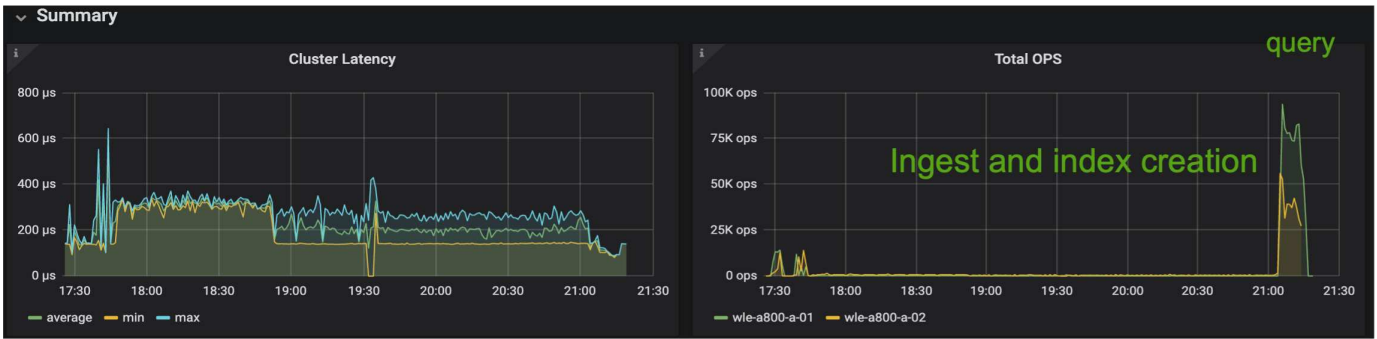 Summary
query
Cluster Latency
Total OPS
800 µs
600 µs
400 µs
200 µs
0 µs
17:30 18:00 18:30 19:00 19:30 20:00 20:30 21:00 21:30
average min max
100K ops
75K ops
Ingest and index creation
50K ops
25K ops
0 ops
17:30 18:00 18:30 19:00 19:30 20:00 20:30 21:00 21:30
wle-a800-a-01 wle-a800-a-02